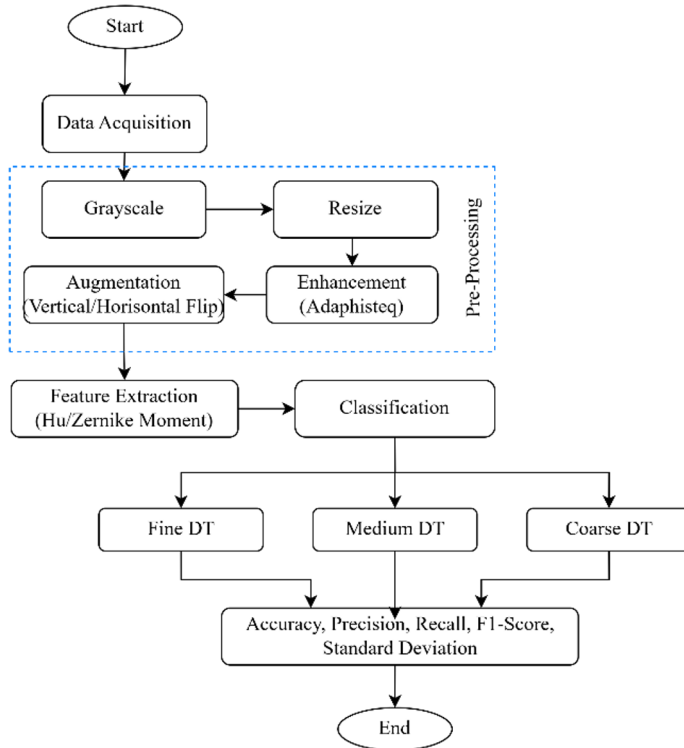 Start
Data Acquisition
Grayscale
Resize
Pre-Processing
Augmentation
(Vertical/Horisontal Flip)
Enhancement
(Adaphisteq)
Feature Extraction
(Hu/Zernike Moment)
Classification
Fine DT
Medium DT
Coarse DT
Accuracy, Precision, Recall, F1-Score,
Standard Deviation
End